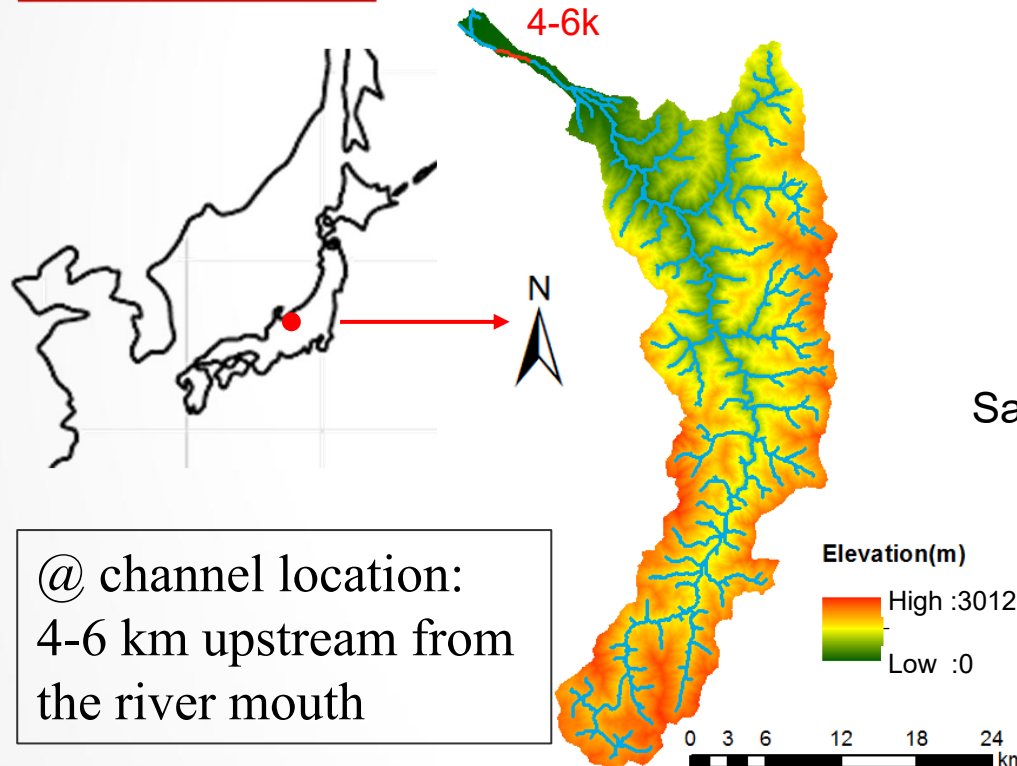 4-6k
N
Sa
Elevation(m)
High :3012
Low :0
@ channel location:
4-6 km upstream from
the river mouth
0 3 6 12 18 24
km